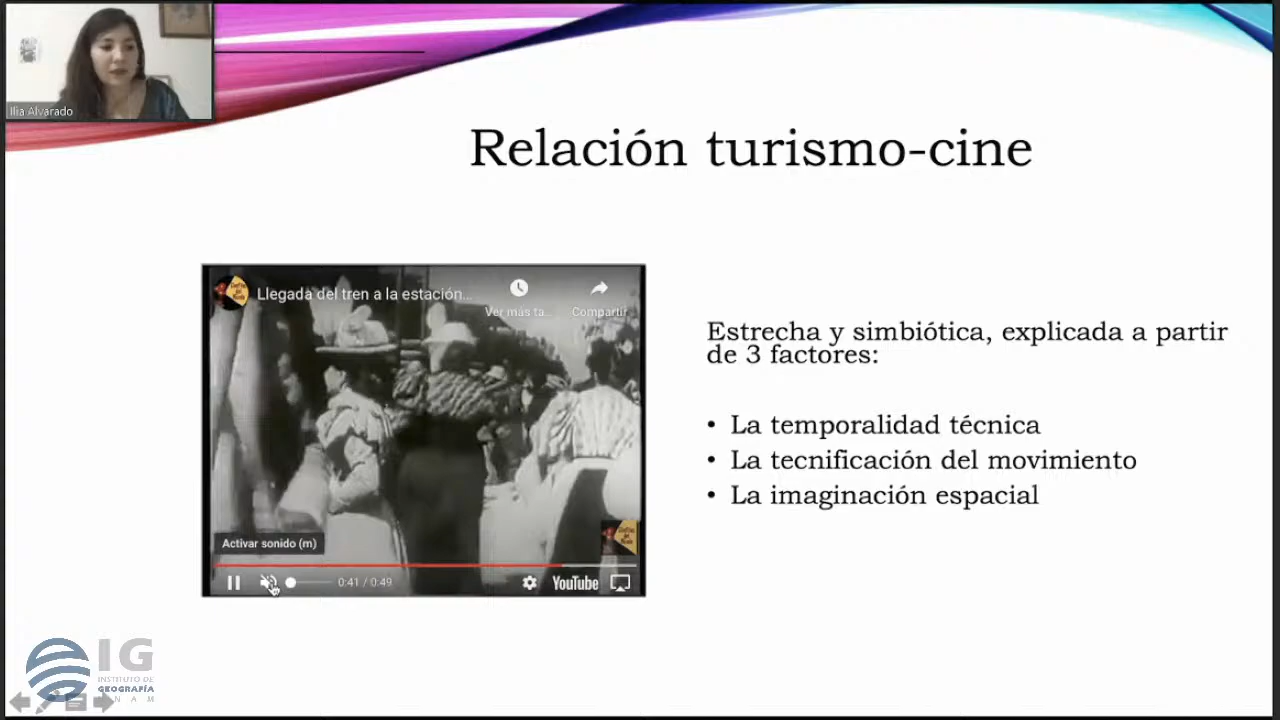 Ilia Alvarado
Relación turismo-cine
Llegada del tren a la estación...
Ver más ta...
Compartir
Estrecha y simbiótica, explicada a partir
de 3 factores:
• La temporalidad técnica
• La tecnificación del movimiento
• La imaginación espacial
Activar sonido (m)
0:41 / 0:49
YouTube
IG
INSTITUTO DE
GEOGRAFÍA
U N A M